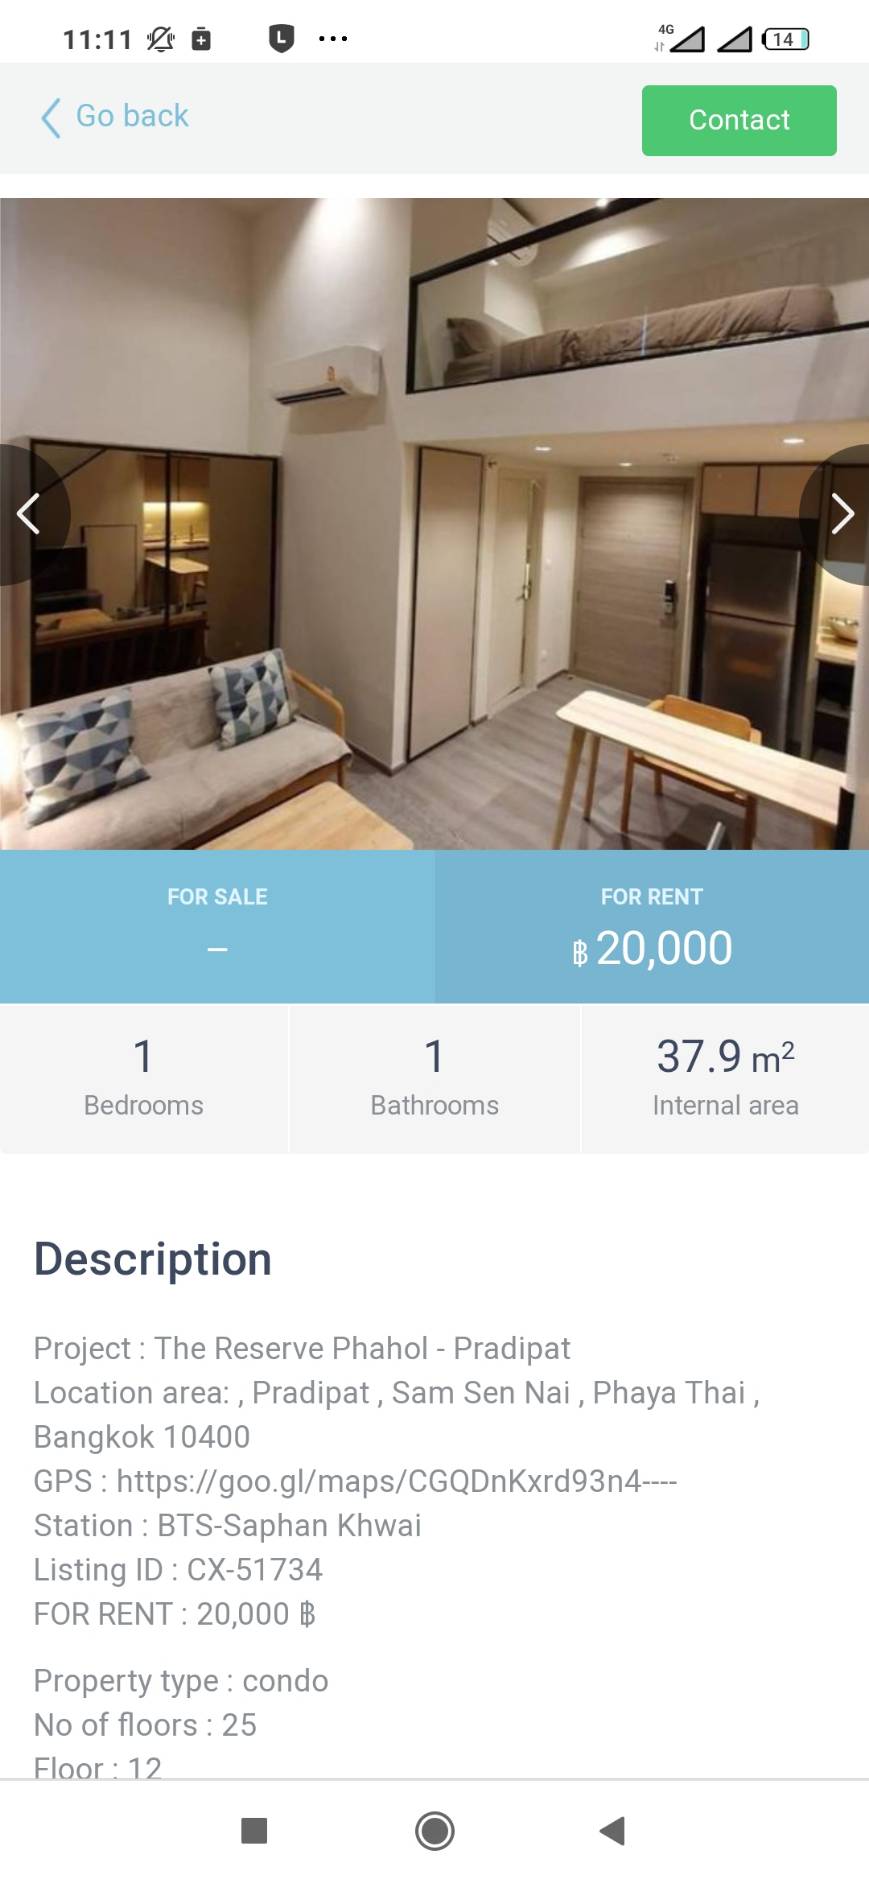 11:11
L
4G
14
Go back
Contact
FOR SALE
FOR RENT
–
฿ 20,000
1
1
37.9 m²
Bedrooms
Bathrooms
Internal area
Description
Project : The Reserve Phahol - Pradipat
Location area: , Pradipat , Sam Sen Nai , Phaya Thai ,
Bangkok 10400
GPS : https://goo.gl/maps/CGQDnKxrd93n4----
Station : BTS-Saphan Khwai
Listing ID : CX-51734
FOR RENT : 20,000 ฿
Property type : condo
No of floors : 25
Floor : 12